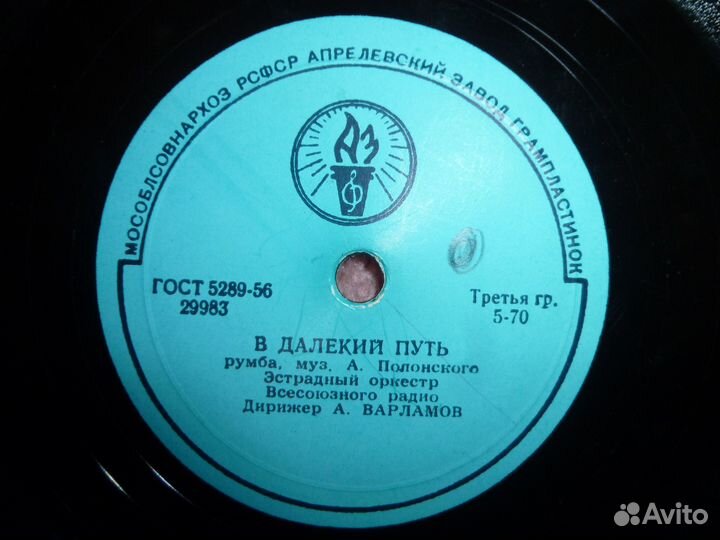 МОСОБЛСОВНАРХОЗ РСФСР АПРЕЛЕВСКИЙ ЗАВОД ГРАМПЛАСТИНОК
АЗ
ГОСТ 5289-56
29983
Третья гр.
5-70
В ДАЛЕКИЙ ПУТЬ
румба, муз. А. Полонского
Эстрадный оркестр
Всесоюзного радио
Дирижер А. ВАРЛАМОВ
Avito